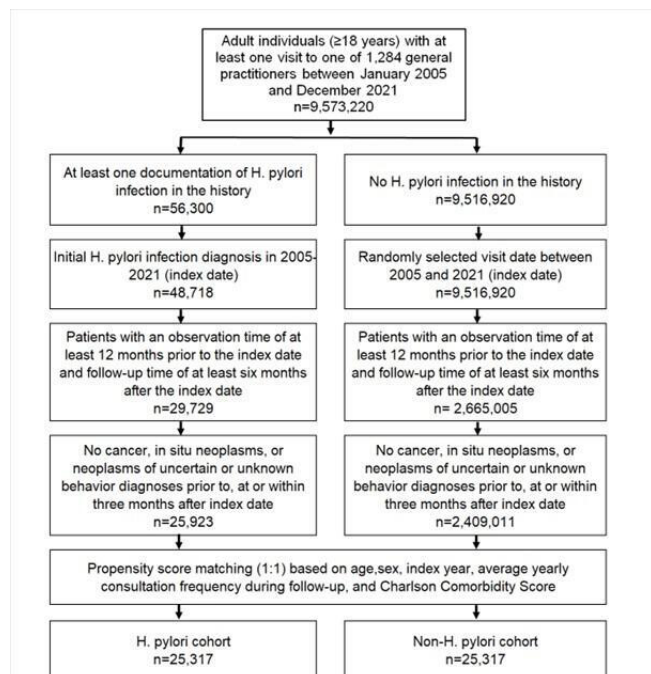 Adult individuals (≥18 years) with at
least one visit to one of 1,284 general
practitioners between January 2005
and December 2021
n=9,573,220
At least one documentation of H. pylori
infection in the history
n=56,300
No H. pylori infection in the history
n=9,516,920
Initial H. pylori infection diagnosis in 2005-
2021 (index date)
n=48,718
Randomly selected visit date between
2005 and 2021 (index date)
n=9,516,920
Patients with an observation time of at
least 12 months prior to the index date
and follow-up time of at least six months
after the index date
n=29,729
Patients with an observation time of at
least 12 months prior to the index date
and follow-up time of at least six months
after the index date
n= 2,665,005
No cancer, in situ neoplasms, or
neoplasms of uncertain or unknown
behavior diagnoses prior to, at or within
three months after index date
n=25,923
No cancer, in situ neoplasms, or
neoplasms of uncertain or unknown
behavior diagnoses prior to, at or within
three months after index date
n=2,409,011
Propensity score matching (1:1) based on age,sex, index year, average yearly
consultation frequency during follow-up, and Charlson Comorbidity Score
H. pylori cohort
n=25,317
Non-H. pylori cohort
n=25,317